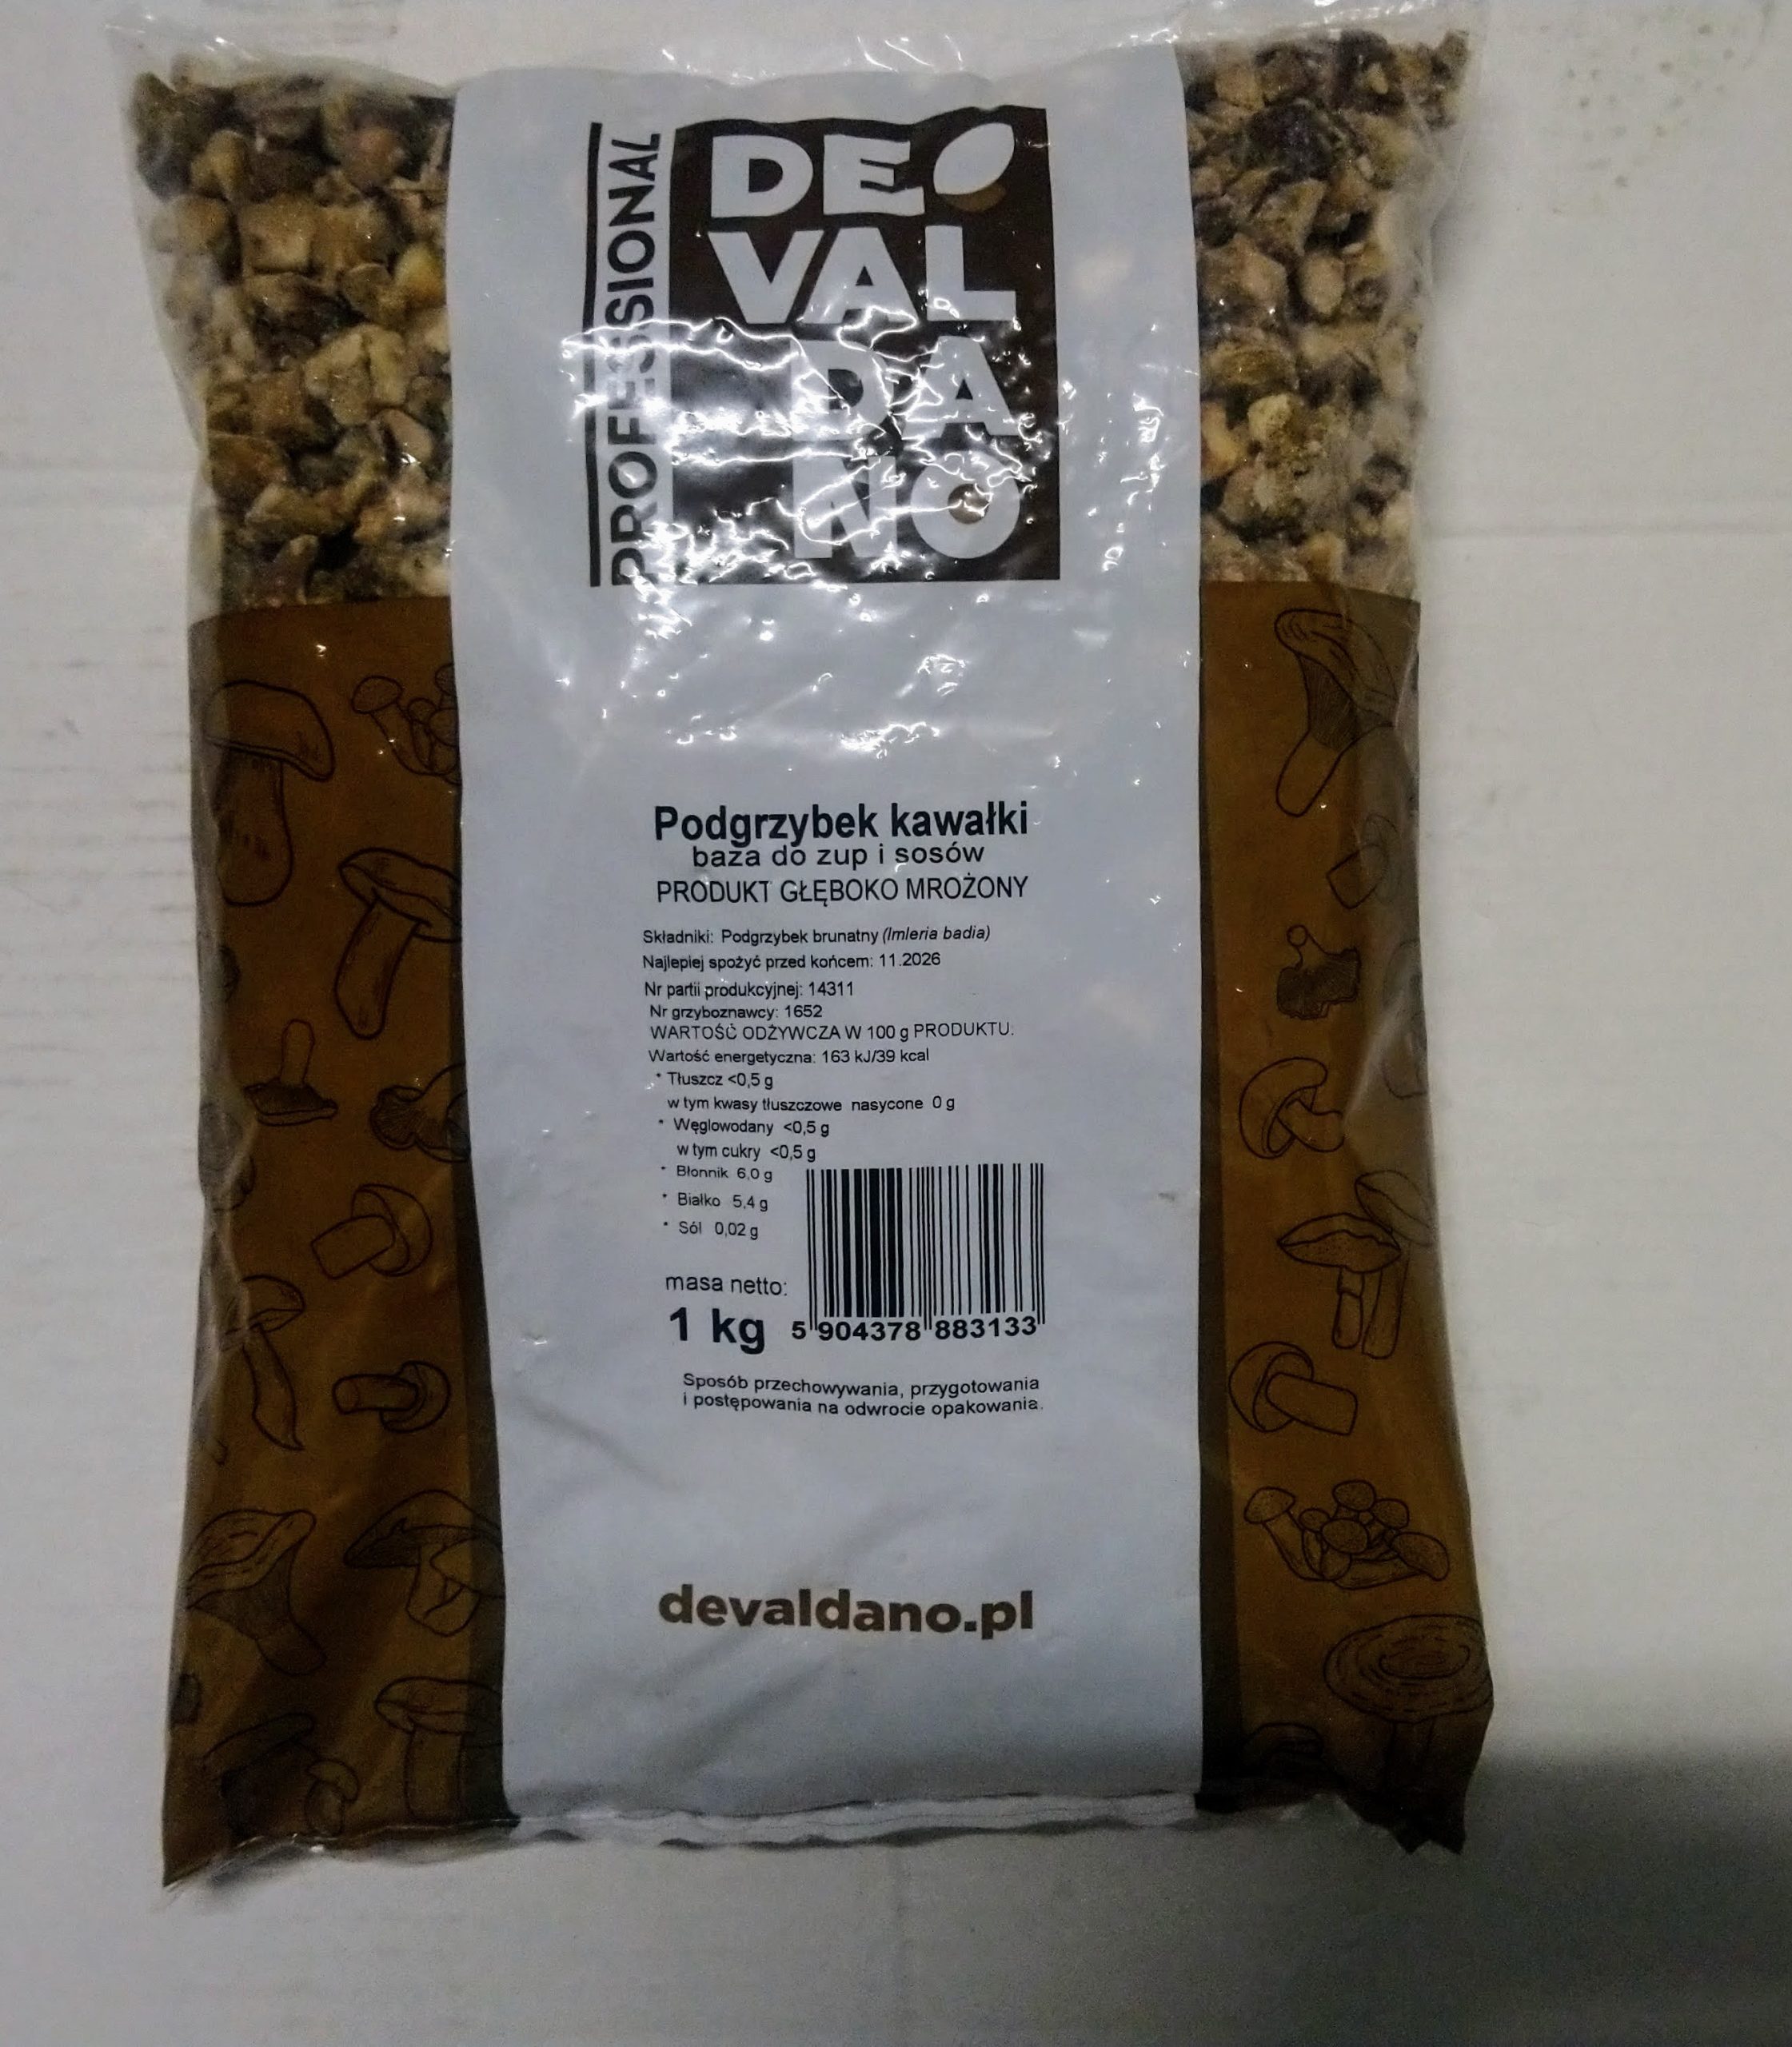 PROFESSIONAL
DE
VAL
DA
NO
Podgrzybek kawałki
baza do zup i sosów
PRODUKT GŁĘBOKO MROŻONY
Składniki: Podgrzybek brunatny (Imleria badia)
Najlepiej spożyć przed końcem: 11.2026
Nr partii produkcyjnej: 14311
Nr grzyboznawcy: 1652
WARTOŚĆ ODŻYWCZA W 100 g PRODUKTU:
Wartość energetyczna: 163 kJ/39 kcal
* Tłuszcz <0,5 g
w tym kwasy tłuszczowe nasycone 0 g
* Węglowodany <0,5 g
w tym cukry <0,5 g
* Błonnik 6,0 g
* Białko 5,4 g
* Sól 0,02 g
masa netto:
1 kg
5 904378 883133
Sposób przechowywania, przygotowania
i postępowania na odwrocie opakowania.
devaldano.pl